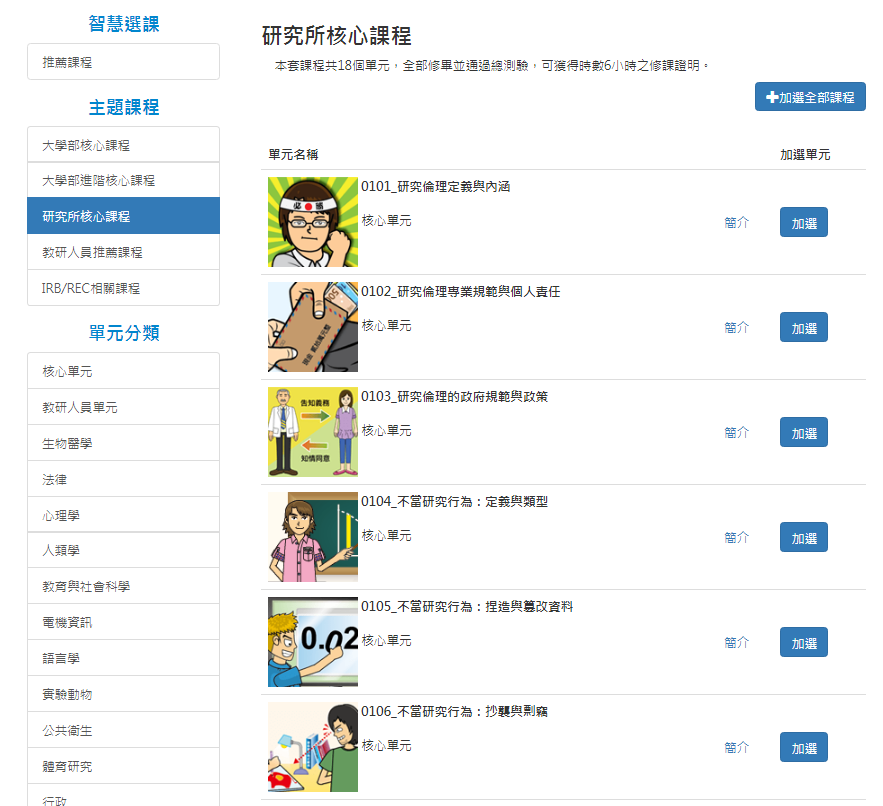 智慧選課
推薦課程
主題課程
大學部核心課程
大學部進階核心課程
研究所核心課程
教研人員推薦課程
IRB/REC相關課程
單元分類
核心單元
教研人員單元
生物醫學
法律
心理學
人類學
教育與社會科學
電機資訊
語言學
實驗動物
公共衛生
體育研究
行政
研究所核心課程
本套課程共18個單元，全部修畢並通過總測驗，可獲得時數6小時之修課證明。
加選全部課程
單元名稱 加選單元
必勝
0101_研究倫理定義與內涵
核心單元 簡介 加選
0102_研究倫理專業規範與個人責任
核心單元 簡介 加選
告知義務
知情同意
0103_研究倫理的政府規範與政策
核心單元 簡介 加選
0104_不當研究行為：定義與類型
核心單元 簡介 加選
0.02
0105_不當研究行為：捏造與篡改資料
核心單元 簡介 加選
0106_不當研究行為：抄襲與剽竊
核心單元 簡介 加選